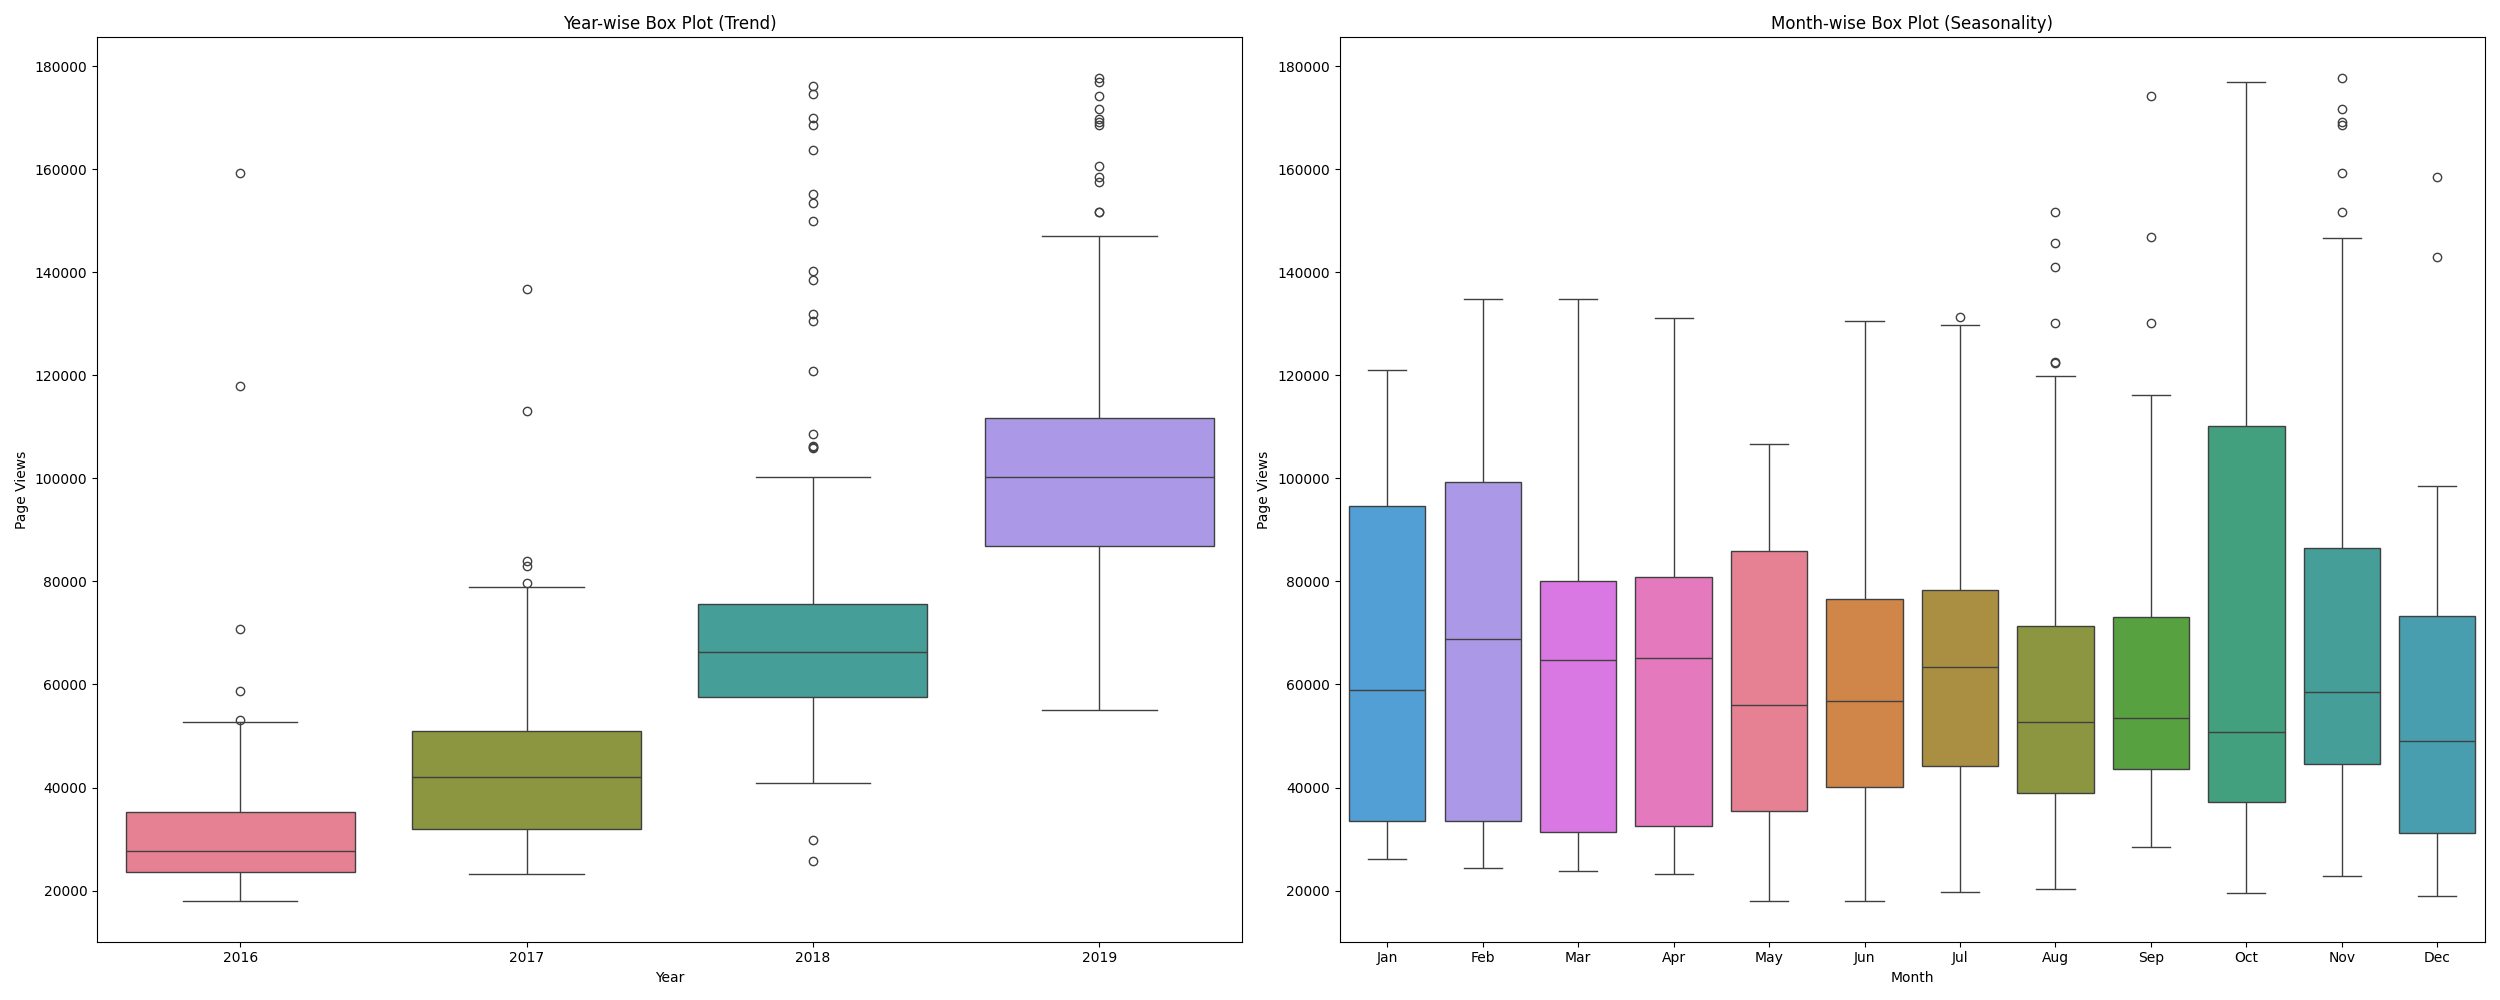 Year-wise Box Plot (Trend)
180000
160000
140000
120000
100000
80000
60000
40000
20000
Page Views
2016 2017 2018 2019
Year
Month-wise Box Plot (Seasonality)
180000
160000
140000
120000
100000
80000
60000
40000
20000
Page Views
Jan Feb Mar Apr May Jun Jul Aug Sep Oct Nov Dec
Month